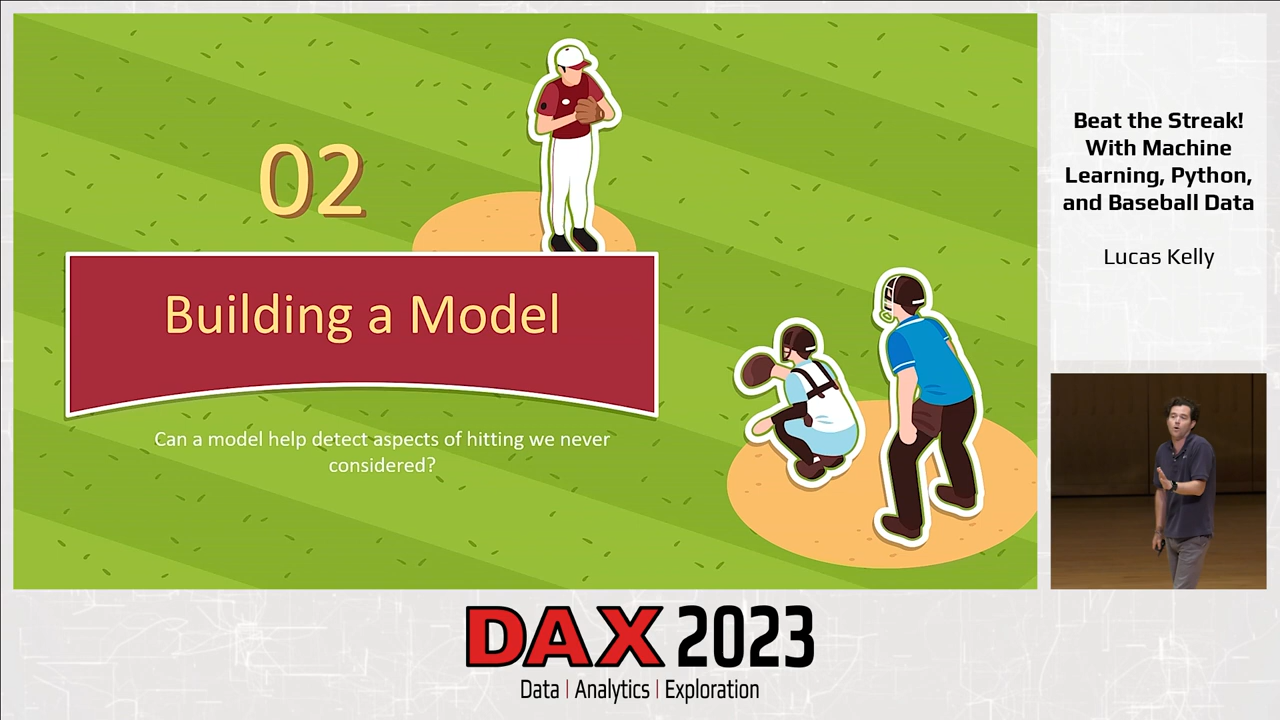 02
Building a Model
Can a model help detect aspects of hitting we never
considered?
Beat the Streak!
With Machine
Learning, Python,
and Baseball Data
Lucas Kelly
DAX 2023
Data | Analytics | Exploration